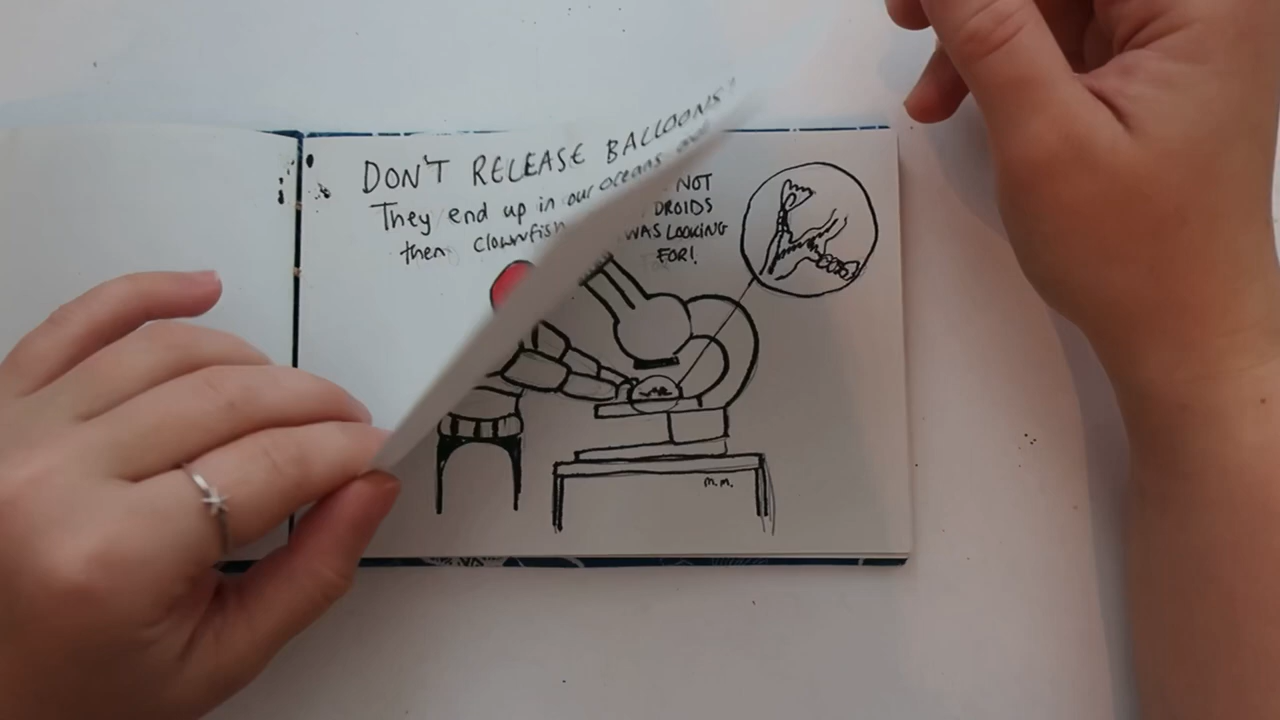 DON'T RELEASE BALLOONS!
They end up in our oceans and
then clownfish
NOT
DROIDS
WAS LOOKING
FOR!
m.m.